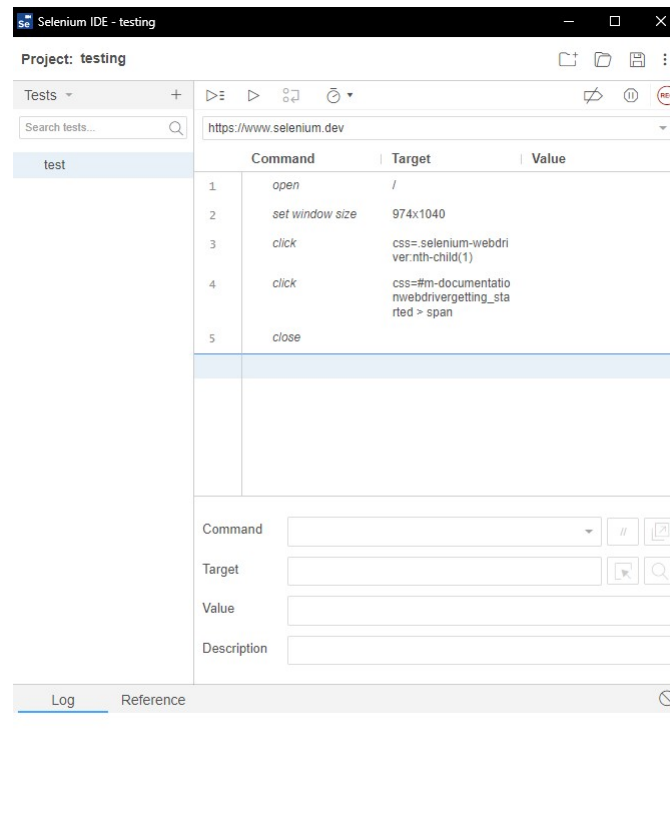 Se Selenium IDE - testing
Project: testing
Tests
Search tests...
test
REC
https://www.selenium.dev
Command Target Value
1 open /
2 set window size 974x1040
3 click css=.selenium-webdri
ver:nth-child(1)
4 click css=#m-documentatio
nwebdrivergetting_sta
rted > span
5 close
Command
//
Target
Value
Description
Log Reference